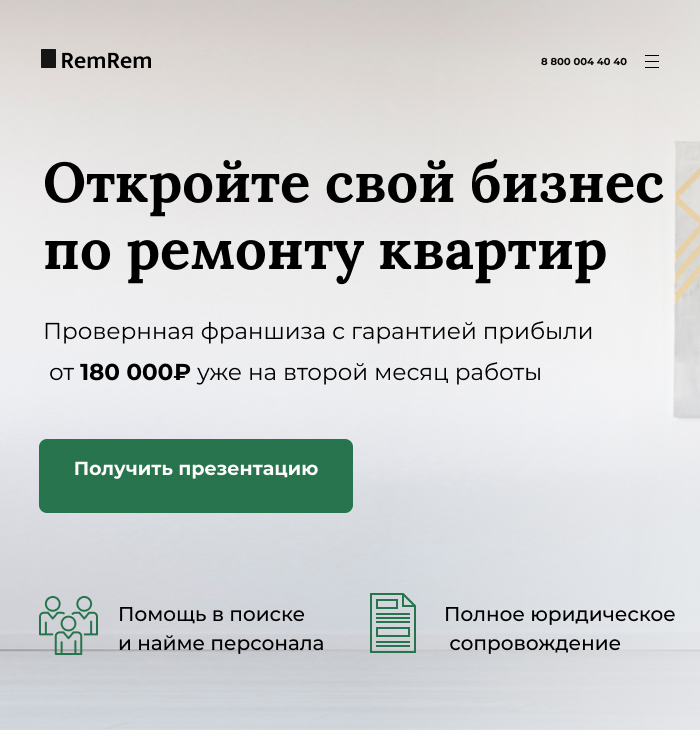 RemRem
8 800 004 40 40
Откройте свой бизнес
по ремонту квартир
Провернная франшиза с гарантией прибыли
от 180 000₽ уже на второй месяц работы
Получить презентацию
Помощь в поиске
и найме персонала
Полное юридическое
сопровождение